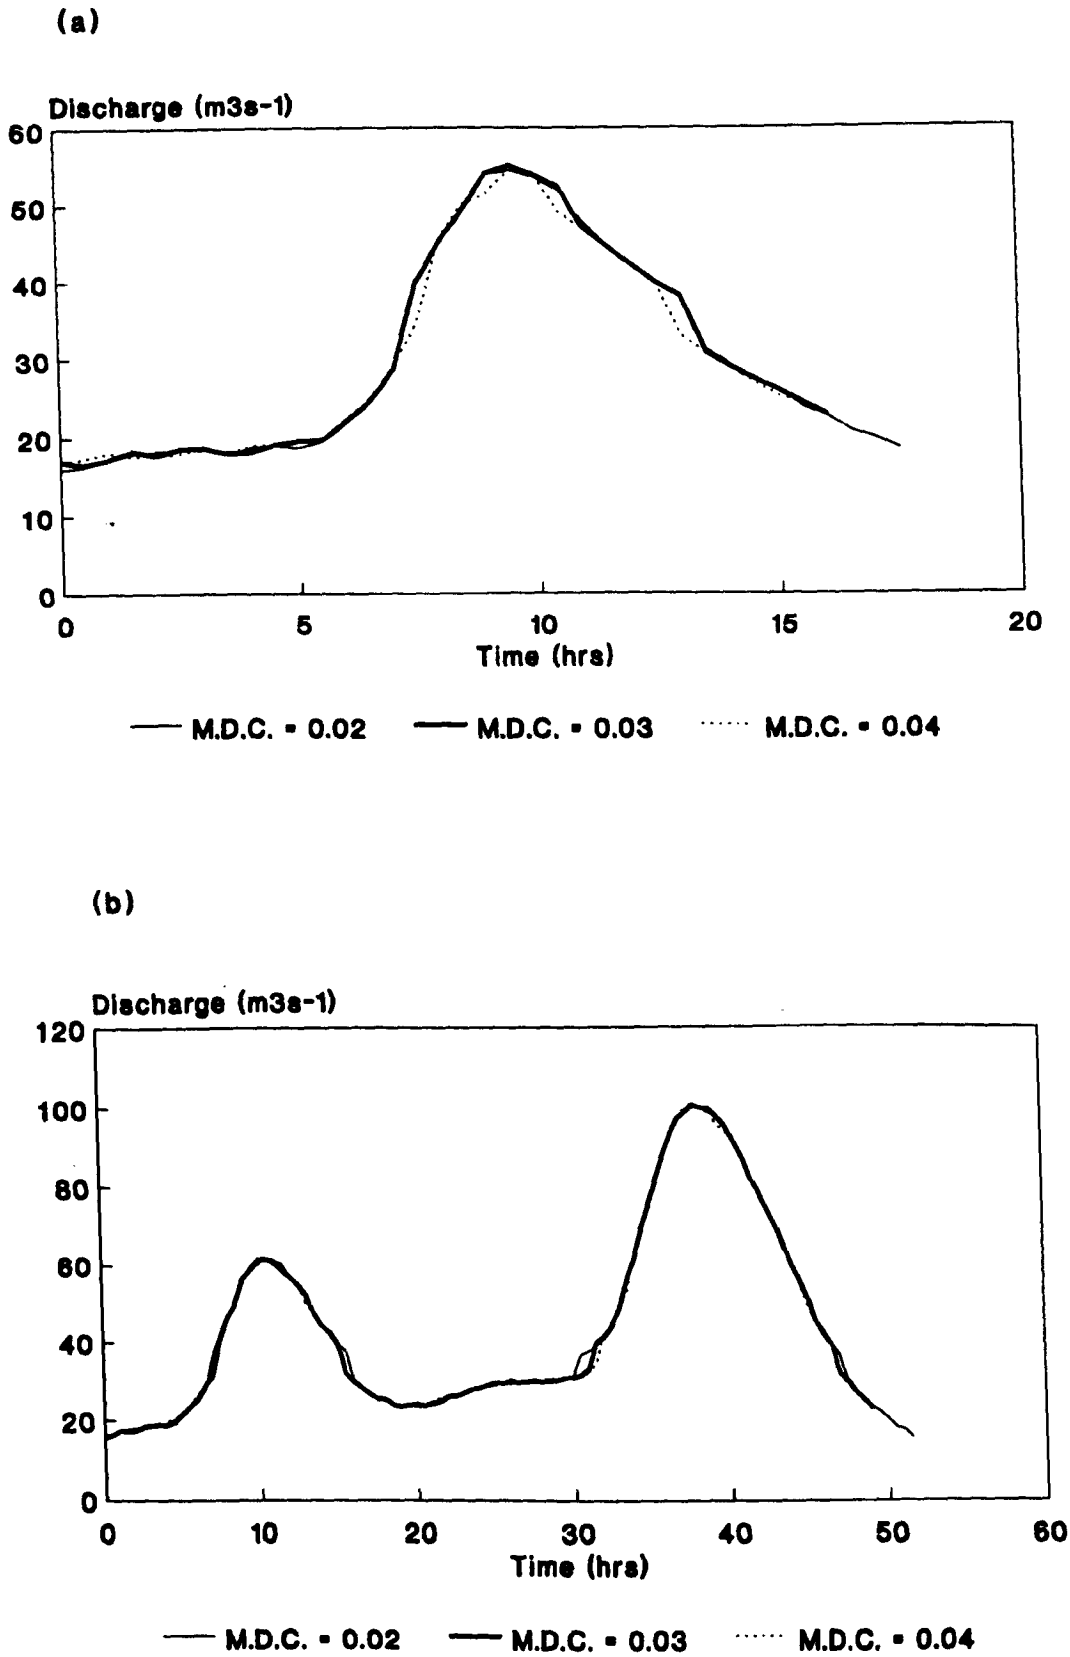 (a)
Discharge (m3s-1)
60
50
40
30
20
10
0
0 5 10 15 20
Time (hrs)
M.D.C. = 0.02 M.D.C. = 0.03 M.D.C. = 0.04
(b)
Discharge (m3s-1)
120
100
80
60
40
20
0
0 10 20 30 40 50 60
Time (hrs)
M.D.C. = 0.02 M.D.C. = 0.03 M.D.C. = 0.04